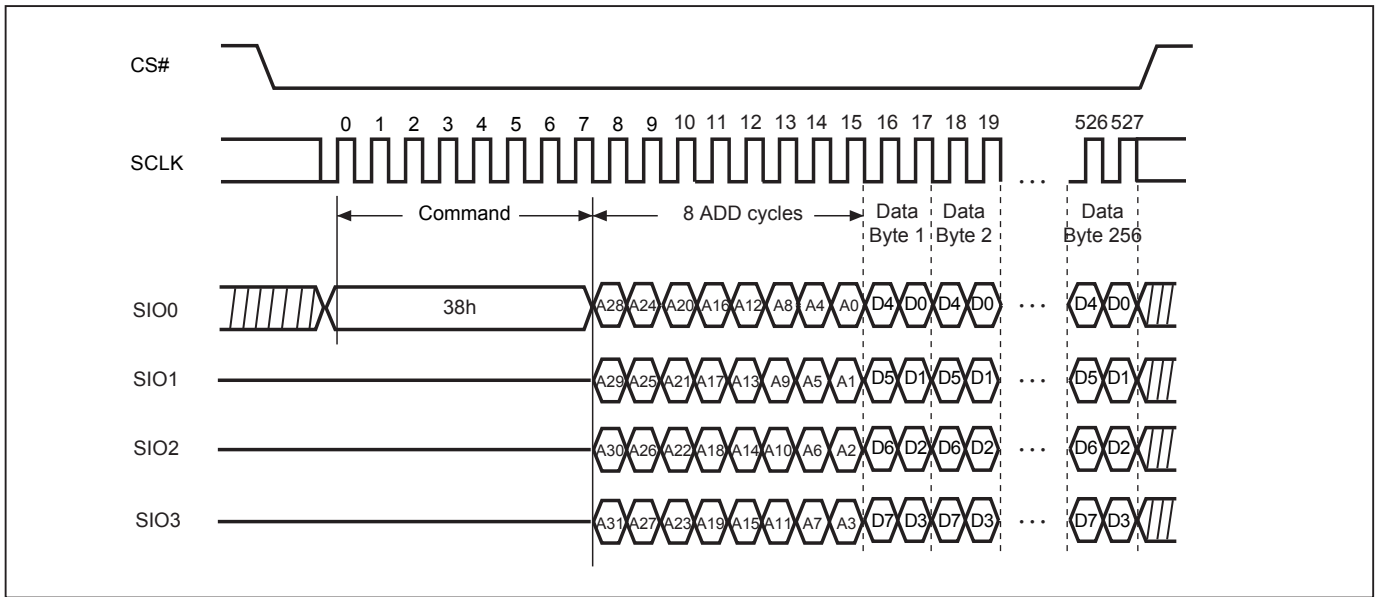 CS#
0 1 2 3 4 5 6 7 8 9 10 11 12 13 14 15 16 17 18 19 526 527
SCLK
. . .
Command 8 ADD cycles Data Data Data
Byte 1 Byte 2 Byte 256
SIO0 38h A28 A24 A20 A16 A12 A8 A4 A0 D4 D0 D4 D0 . . . D4 D0
SIO1 A29 A25 A21 A17 A13 A9 A5 A1 D5 D1 D5 D1 . . . D5 D1
SIO2 A30 A26 A22 A18 A14 A10 A6 A2 D6 D2 D6 D2 . . . D6 D2
SIO3 A31 A27 A23 A19 A15 A11 A7 A3 D7 D3 D7 D3 . . . D7 D3